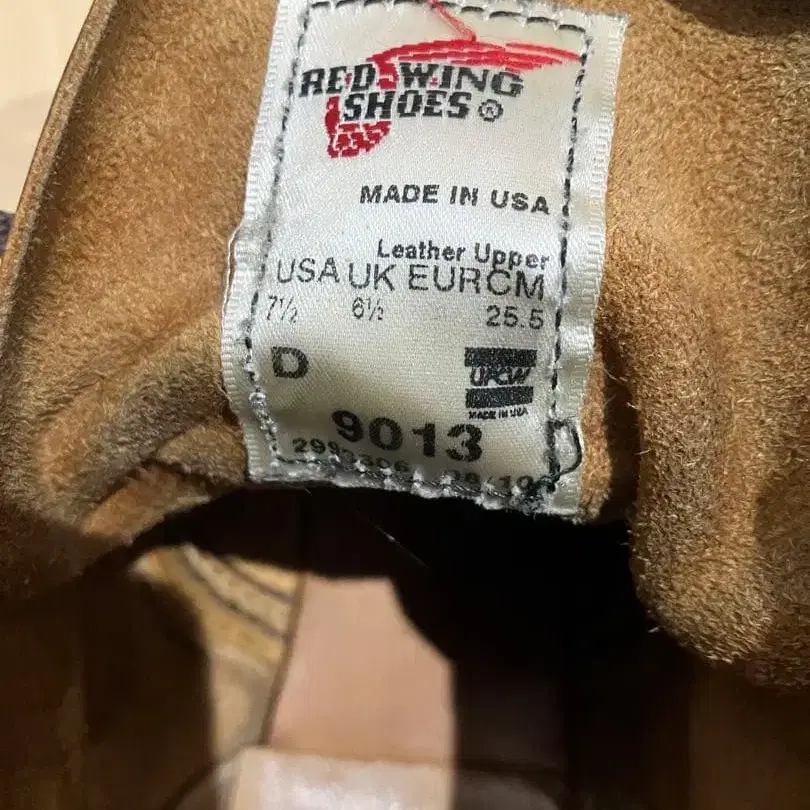 RED WING
SHOES®
MADE IN USA
Leather Upper
USA UK EUR CM
7½ 6½ 25.5
D
MADE IN USA
9013